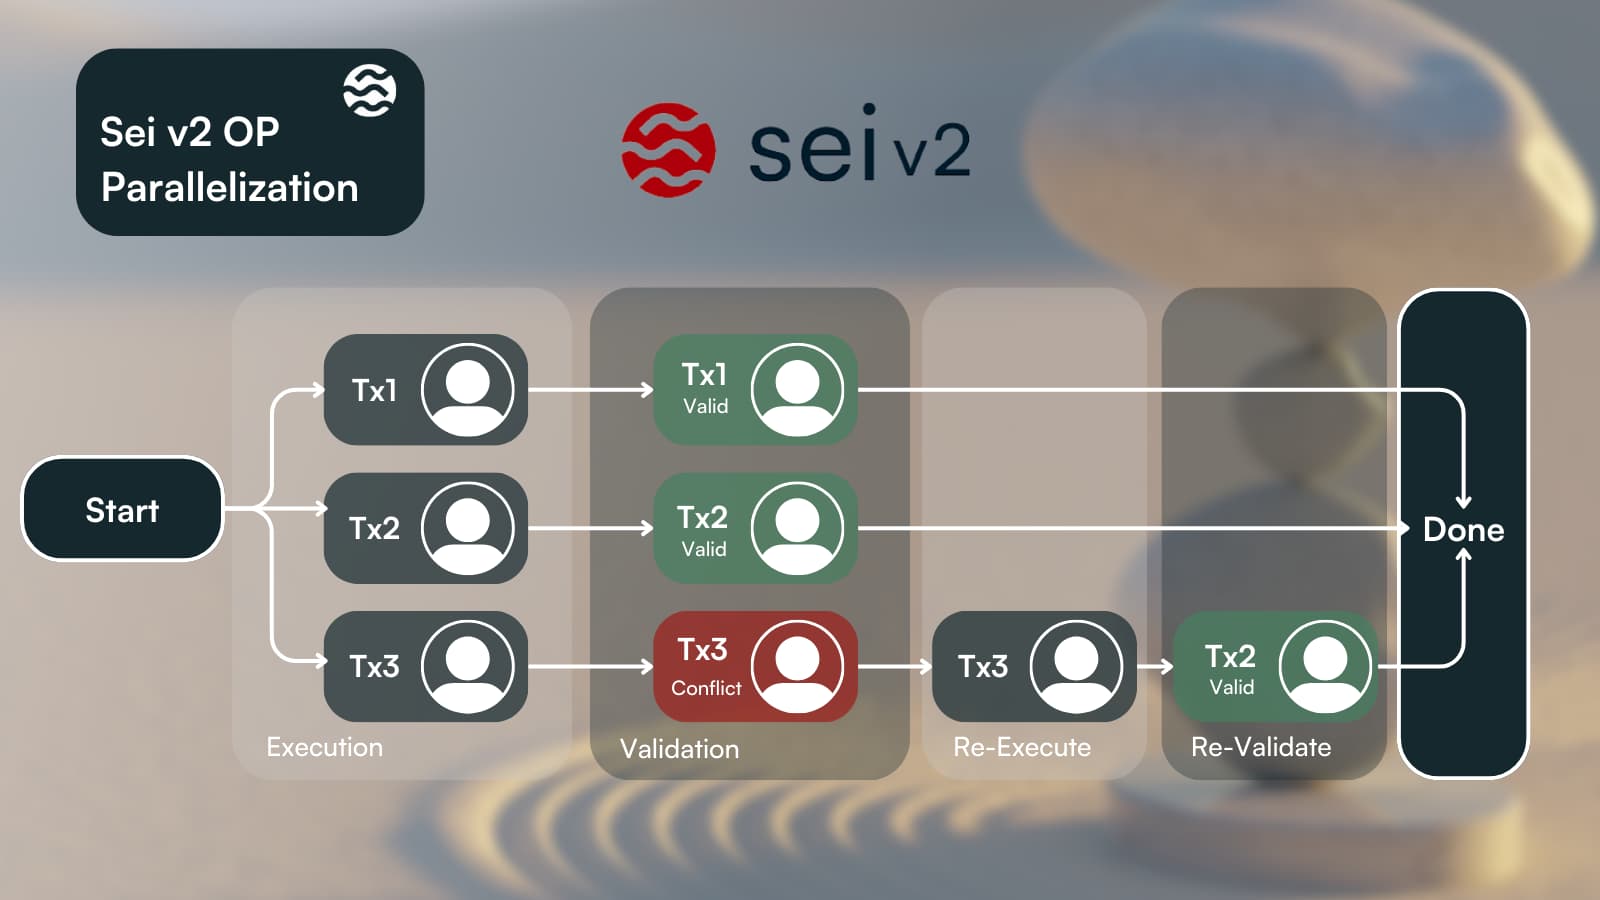 Sei v2 OP
Parallelization
sei v2
Start
Tx1
Tx2
Tx3
Execution
Tx1
Valid
Tx2
Valid
Tx3
Conflict
Validation
Tx3
Re-Execute
Tx2
Valid
Re-Validate
Done